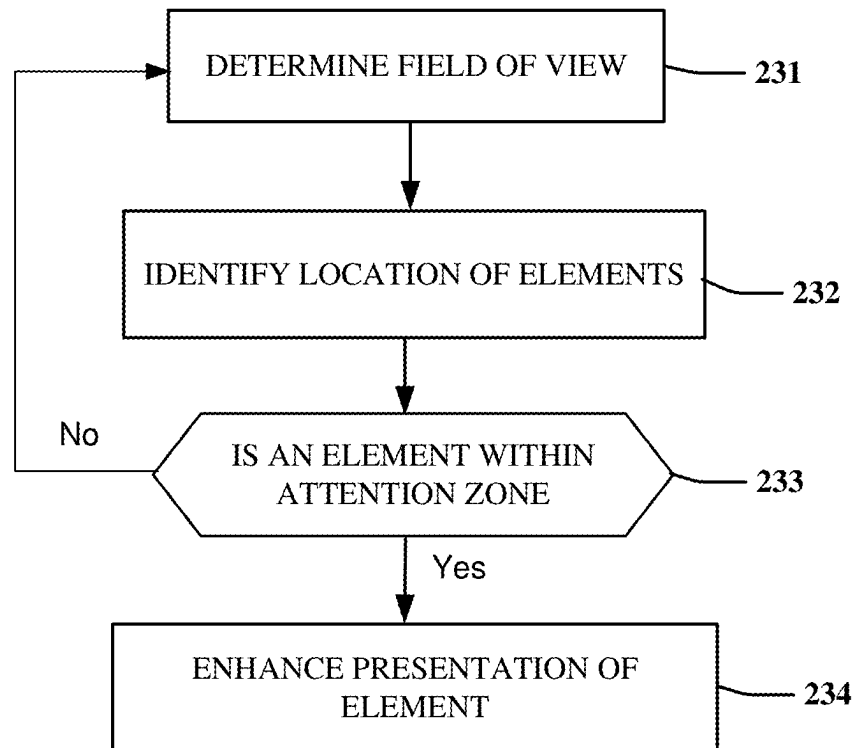 DETERMINE FIELD OF VIEW
231
IDENTIFY LOCATION OF ELEMENTS
232
No
IS AN ELEMENT WITHIN
ATTENTION ZONE
233
Yes
ENHANCE PRESENTATION OF
ELEMENT
234